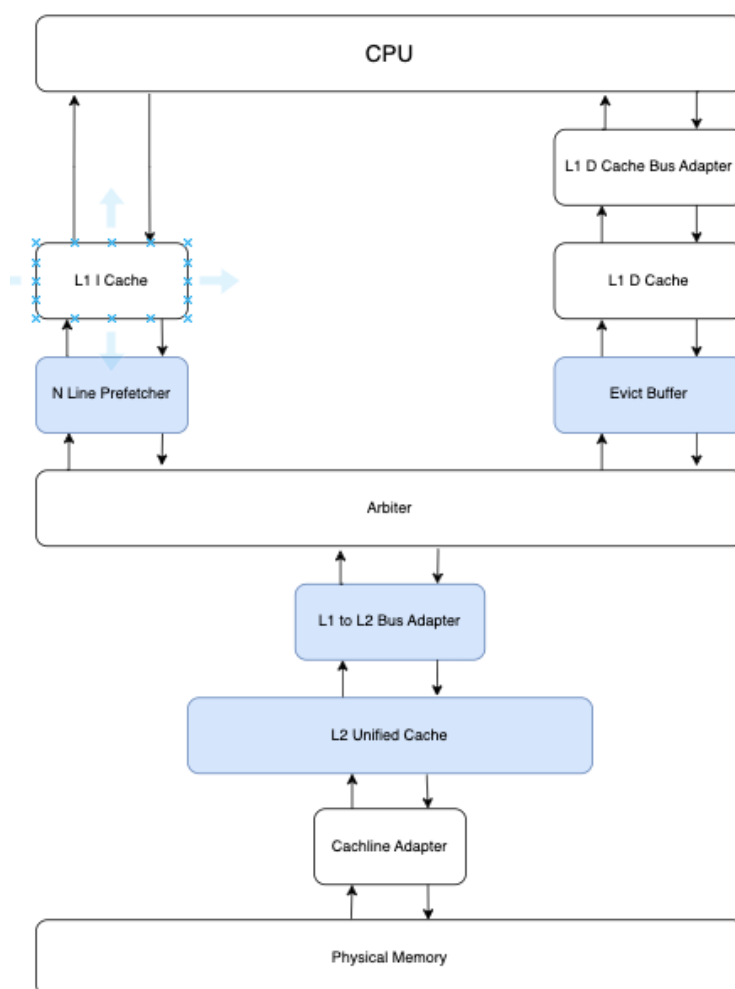 CPU
L1 D Cache Bus Adapter
L1 I Cache
L1 D Cache
N Line Prefetcher
Evict Buffer
Arbiter
L1 to L2 Bus Adapter
L2 Unified Cache
Cachline Adapter
Physical Memory